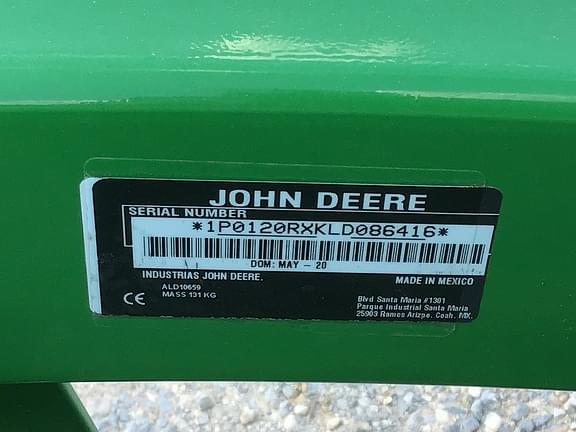 JOHN DEERE
SERIAL NUMBER
*1P0120RXKLD086416*
DOM: MAY - 20
INDUSTRIAS JOHN DEERE.
MADE IN MEXICO
ALD10659
MASS 131 KG
CE
Blvd Santa Maria #1301
Parque Industrial Santa Maria
25903 Ramos Arizpe. Coah. MX.